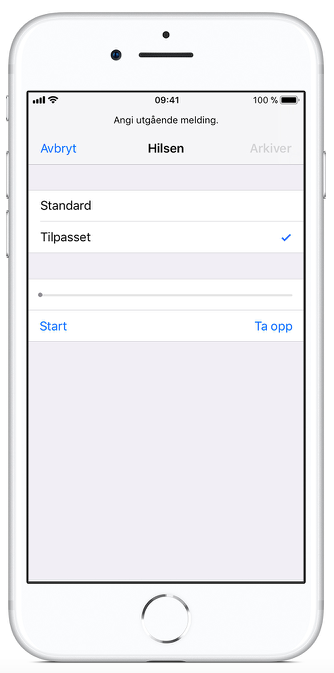 09:41
100 %
Angi utgående melding.
Avbryt
Hilsen
Arkiver
Standard
Tilpasset
Start
Ta opp